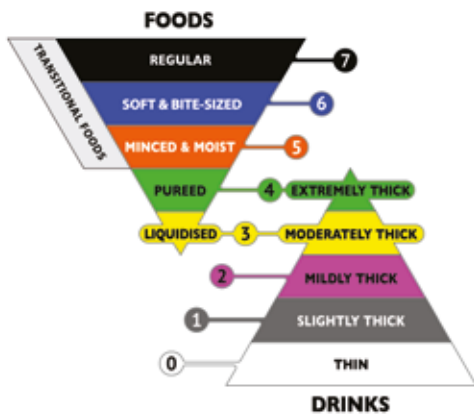 FOODS
TRANSITIONAL FOODS
REGULAR 7
SOFT & BITE-SIZED 6
MINCED & MOIST 5
PUREED 4 EXTREMELY THICK
LIQUIDISED 3 MODERATELY THICK
2 MILDLY THICK
1 SLIGHTLY THICK
0 THIN
DRINKS